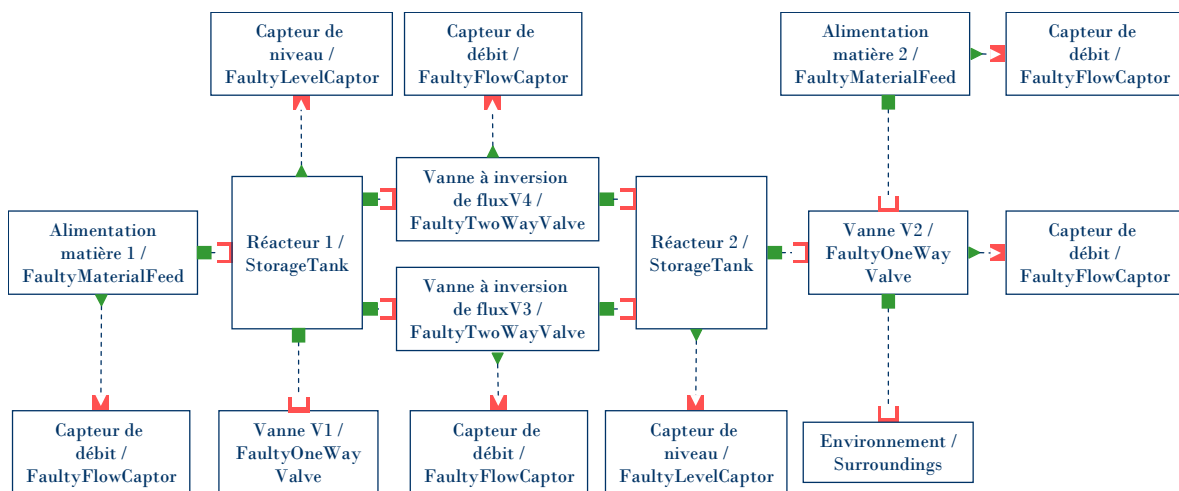 Capteur de
niveau /
FaultyLevelCaptor
Capteur de
débit /
FaultyFlowCaptor
Alimentation
matière 2 /
FaultyMaterialFeed
Capteur de
débit /
FaultyFlowCaptor
Alimentation
matière 1 /
FaultyMaterialFeed
Réacteur 1 /
StorageTank
Vanne à inversion
de fluxV4 /
FaultyTwoWayValve
Vanne à inversion
de fluxV3 /
FaultyTwoWayValve
Réacteur 2 /
StorageTank
Vanne V2 /
FaultyOneWay
Valve
Capteur de
débit /
FaultyFlowCaptor
Capteur de
débit /
FaultyFlowCaptor
Vanne V1 /
FaultyOneWay
Valve
Capteur de
débit /
FaultyFlowCaptor
Capteur de
niveau /
FaultyLevelCaptor
Environnement /
Surroundings